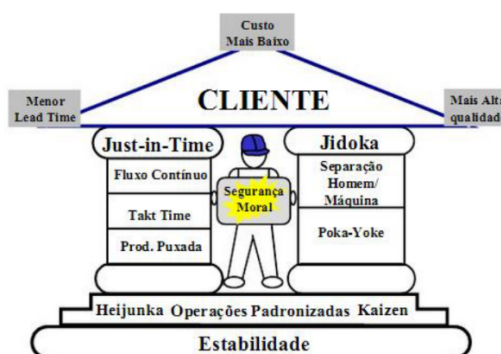 Custo
Mais Baixo
Menor
Lead Time
CLIENTE
Mais Alta
qualidade
Just-in-Time
Jidoka
Fluxo Contínuo
Takt Time
Prod. Puxada
Segurança
Moral
Separação
Homem/
Máquina
Poka-Yoke
Heijunka Operações Padronizadas Kaizen
Estabilidade